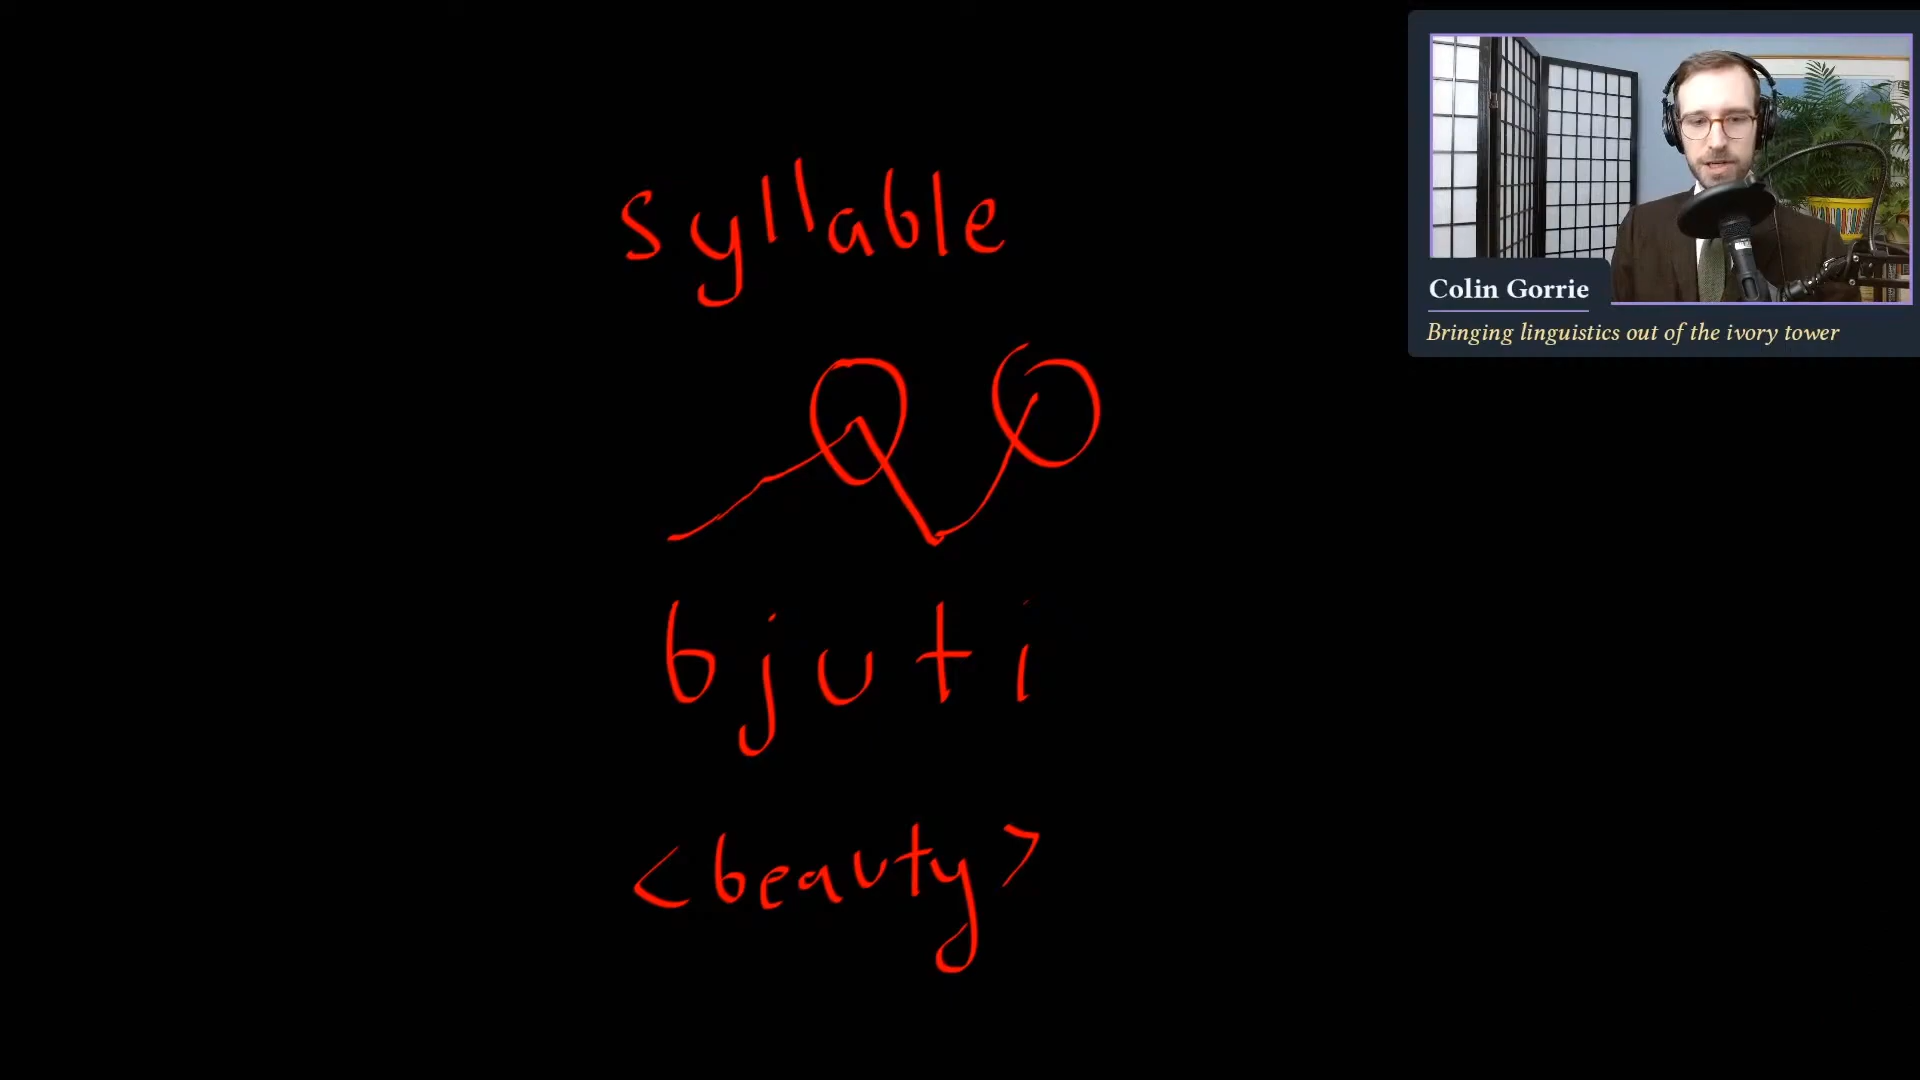 syllable
bjuti
<beauty>
Colin Gorrie
Bringing linguistics out of the ivory tower